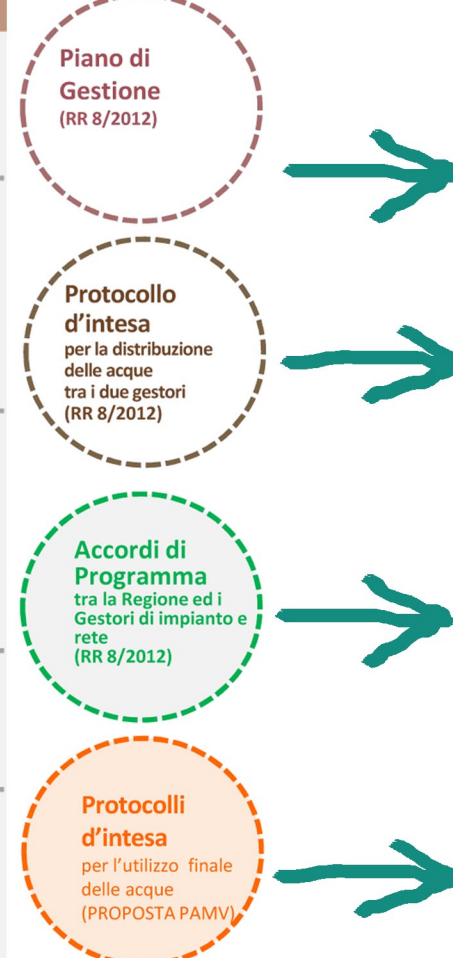 Piano di
Gestione
(RR 8/2012)
Protocollo
d’intesa
per la distribuzione
delle acque
tra i due gestori
(RR 8/2012)
Accordi di
Programma
tra la Regione ed i
Gestori di impianto e
rete
(RR 8/2012)
Protocolli
d’intesa
per l’utilizzo finale
delle acque
(PROPOSTA PAMV)